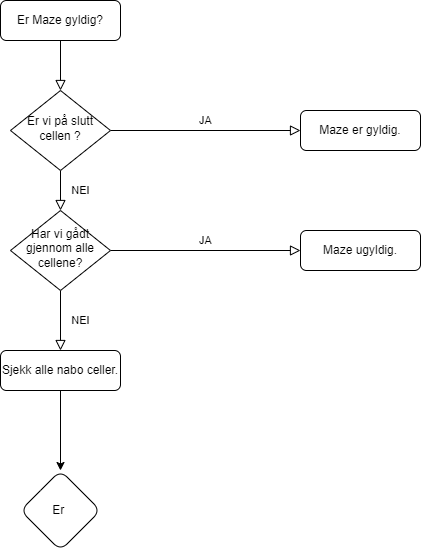 Er Maze gyldig?
Er vi på slutt
cellen ?
JA
Maze er gyldig.
NEI
Har vi gådt
gjennom alle
cellene?
JA
Maze ugyldig.
NEI
Sjekk alle nabo celler.
Er